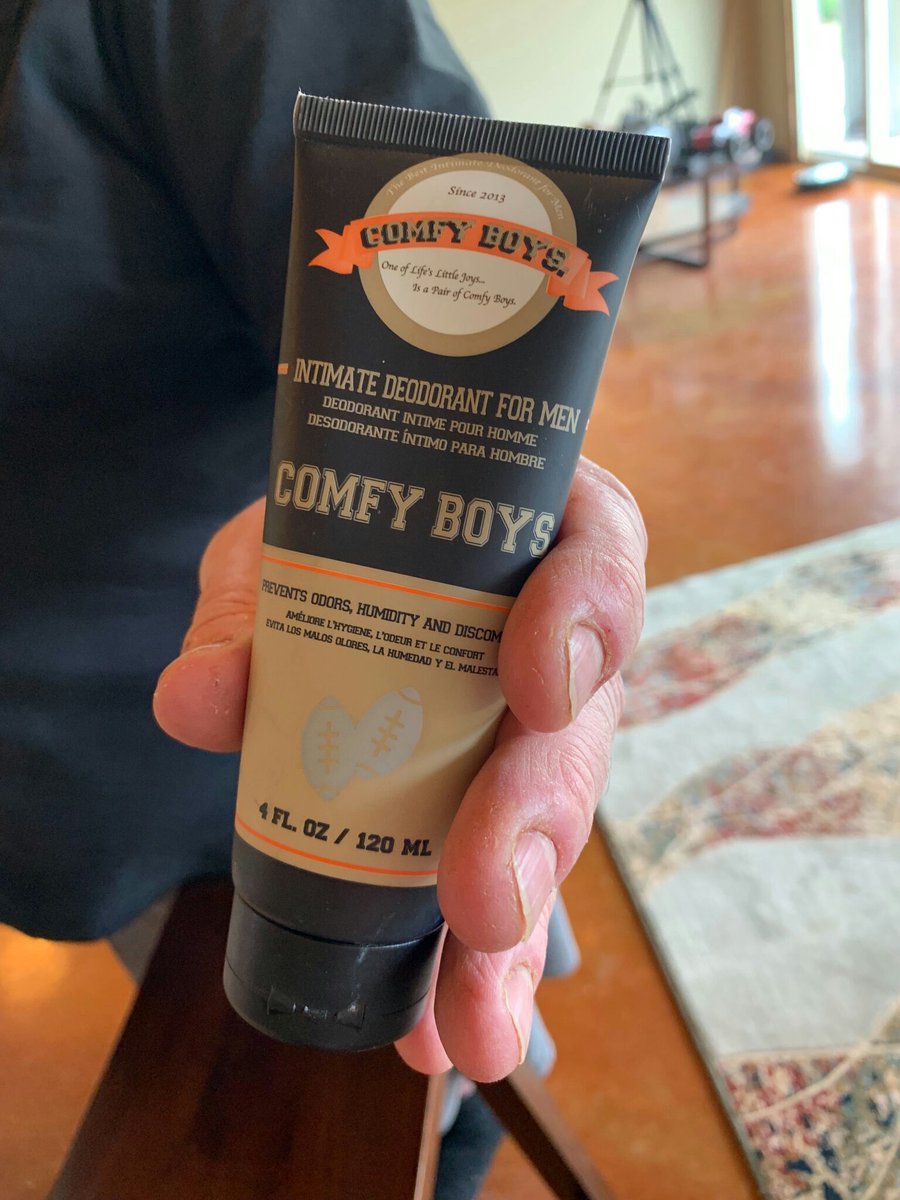 The Best Intimate Deodorant for Men
Since 2013
COMFY BOYS.
One of Life's Little Joys...
Is a Pair of Comfy Boys.
INTIMATE DEODORANT FOR MEN
DEODORANT INTIME POUR HOMME
DESODORANTE ÍNTIMO PARA HOMBRE
COMFY BOYS
PREVENTS ODORS, HUMIDITY AND DISCOM
AMÉLIORE L'HYGIENE, L'ODEUR ET LE CONFORT
EVITA LOS MALOS OLORES, LA HUMEDAD Y EL MALESTA
4 FL. OZ / 120 ML